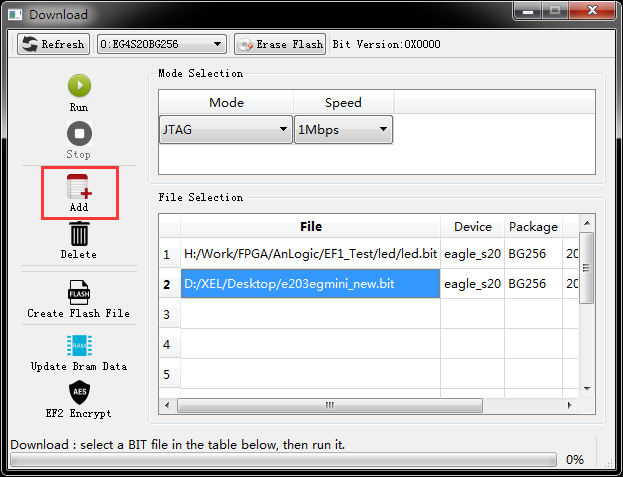 Download
Refresh
0:EG4S20BG256
Erase Flash
Bit Version:0X0000
Run
Stop
Add
Delete
Create Flash File
Update Bram Data
EF2 Encrypt
Mode Selection
Mode Speed
JTAG 1Mbps
File Selection
File Device Package
1 H:/Work/FPGA/AnLogic/EF1_Test/led/led.bit eagle_s20 BG256 20
2 D:/XEL/Desktop/e203egmini_new.bit eagle_s20 BG256 20
3
4
5
Download : select a BIT file in the table below, then run it.
0%